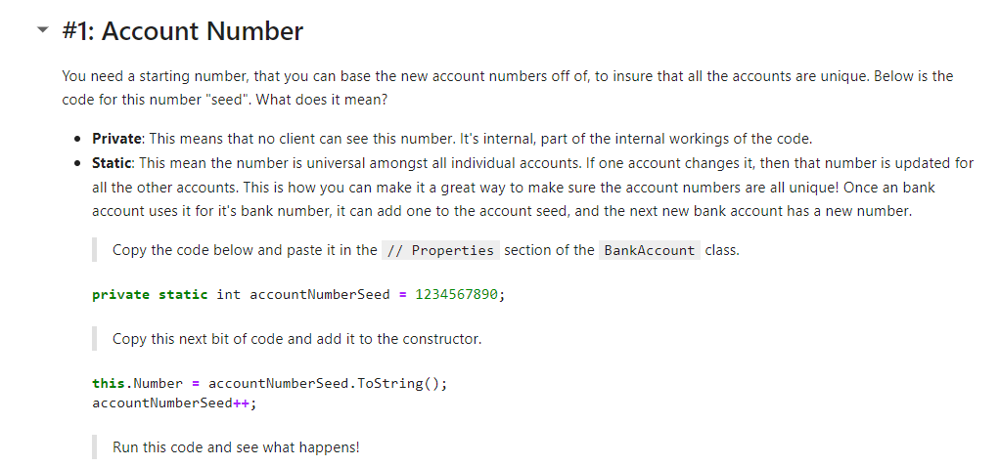 #1: Account Number
You need a starting number, that you can base the new account numbers off of, to insure that all the accounts are unique. Below is the
code for this number "seed". What does it mean?
• Private: This means that no client can see this number. It's internal, part of the internal workings of the code.
• Static: This mean the number is universal amongst all individual accounts. If one account changes it, then that number is updated for
all the other accounts. This is how you can make it a great way to make sure the account numbers are all unique! Once an bank
account uses it for it's bank number, it can add one to the account seed, and the next new bank account has a new number.
Copy the code below and paste it in the // Properties section of the BankAccount class.
private static int accountNumberSeed = 1234567890;
Copy this next bit of code and add it to the constructor.
this.Number = accountNumberSeed.ToString();
accountNumberSeed++;
Run this code and see what happens!